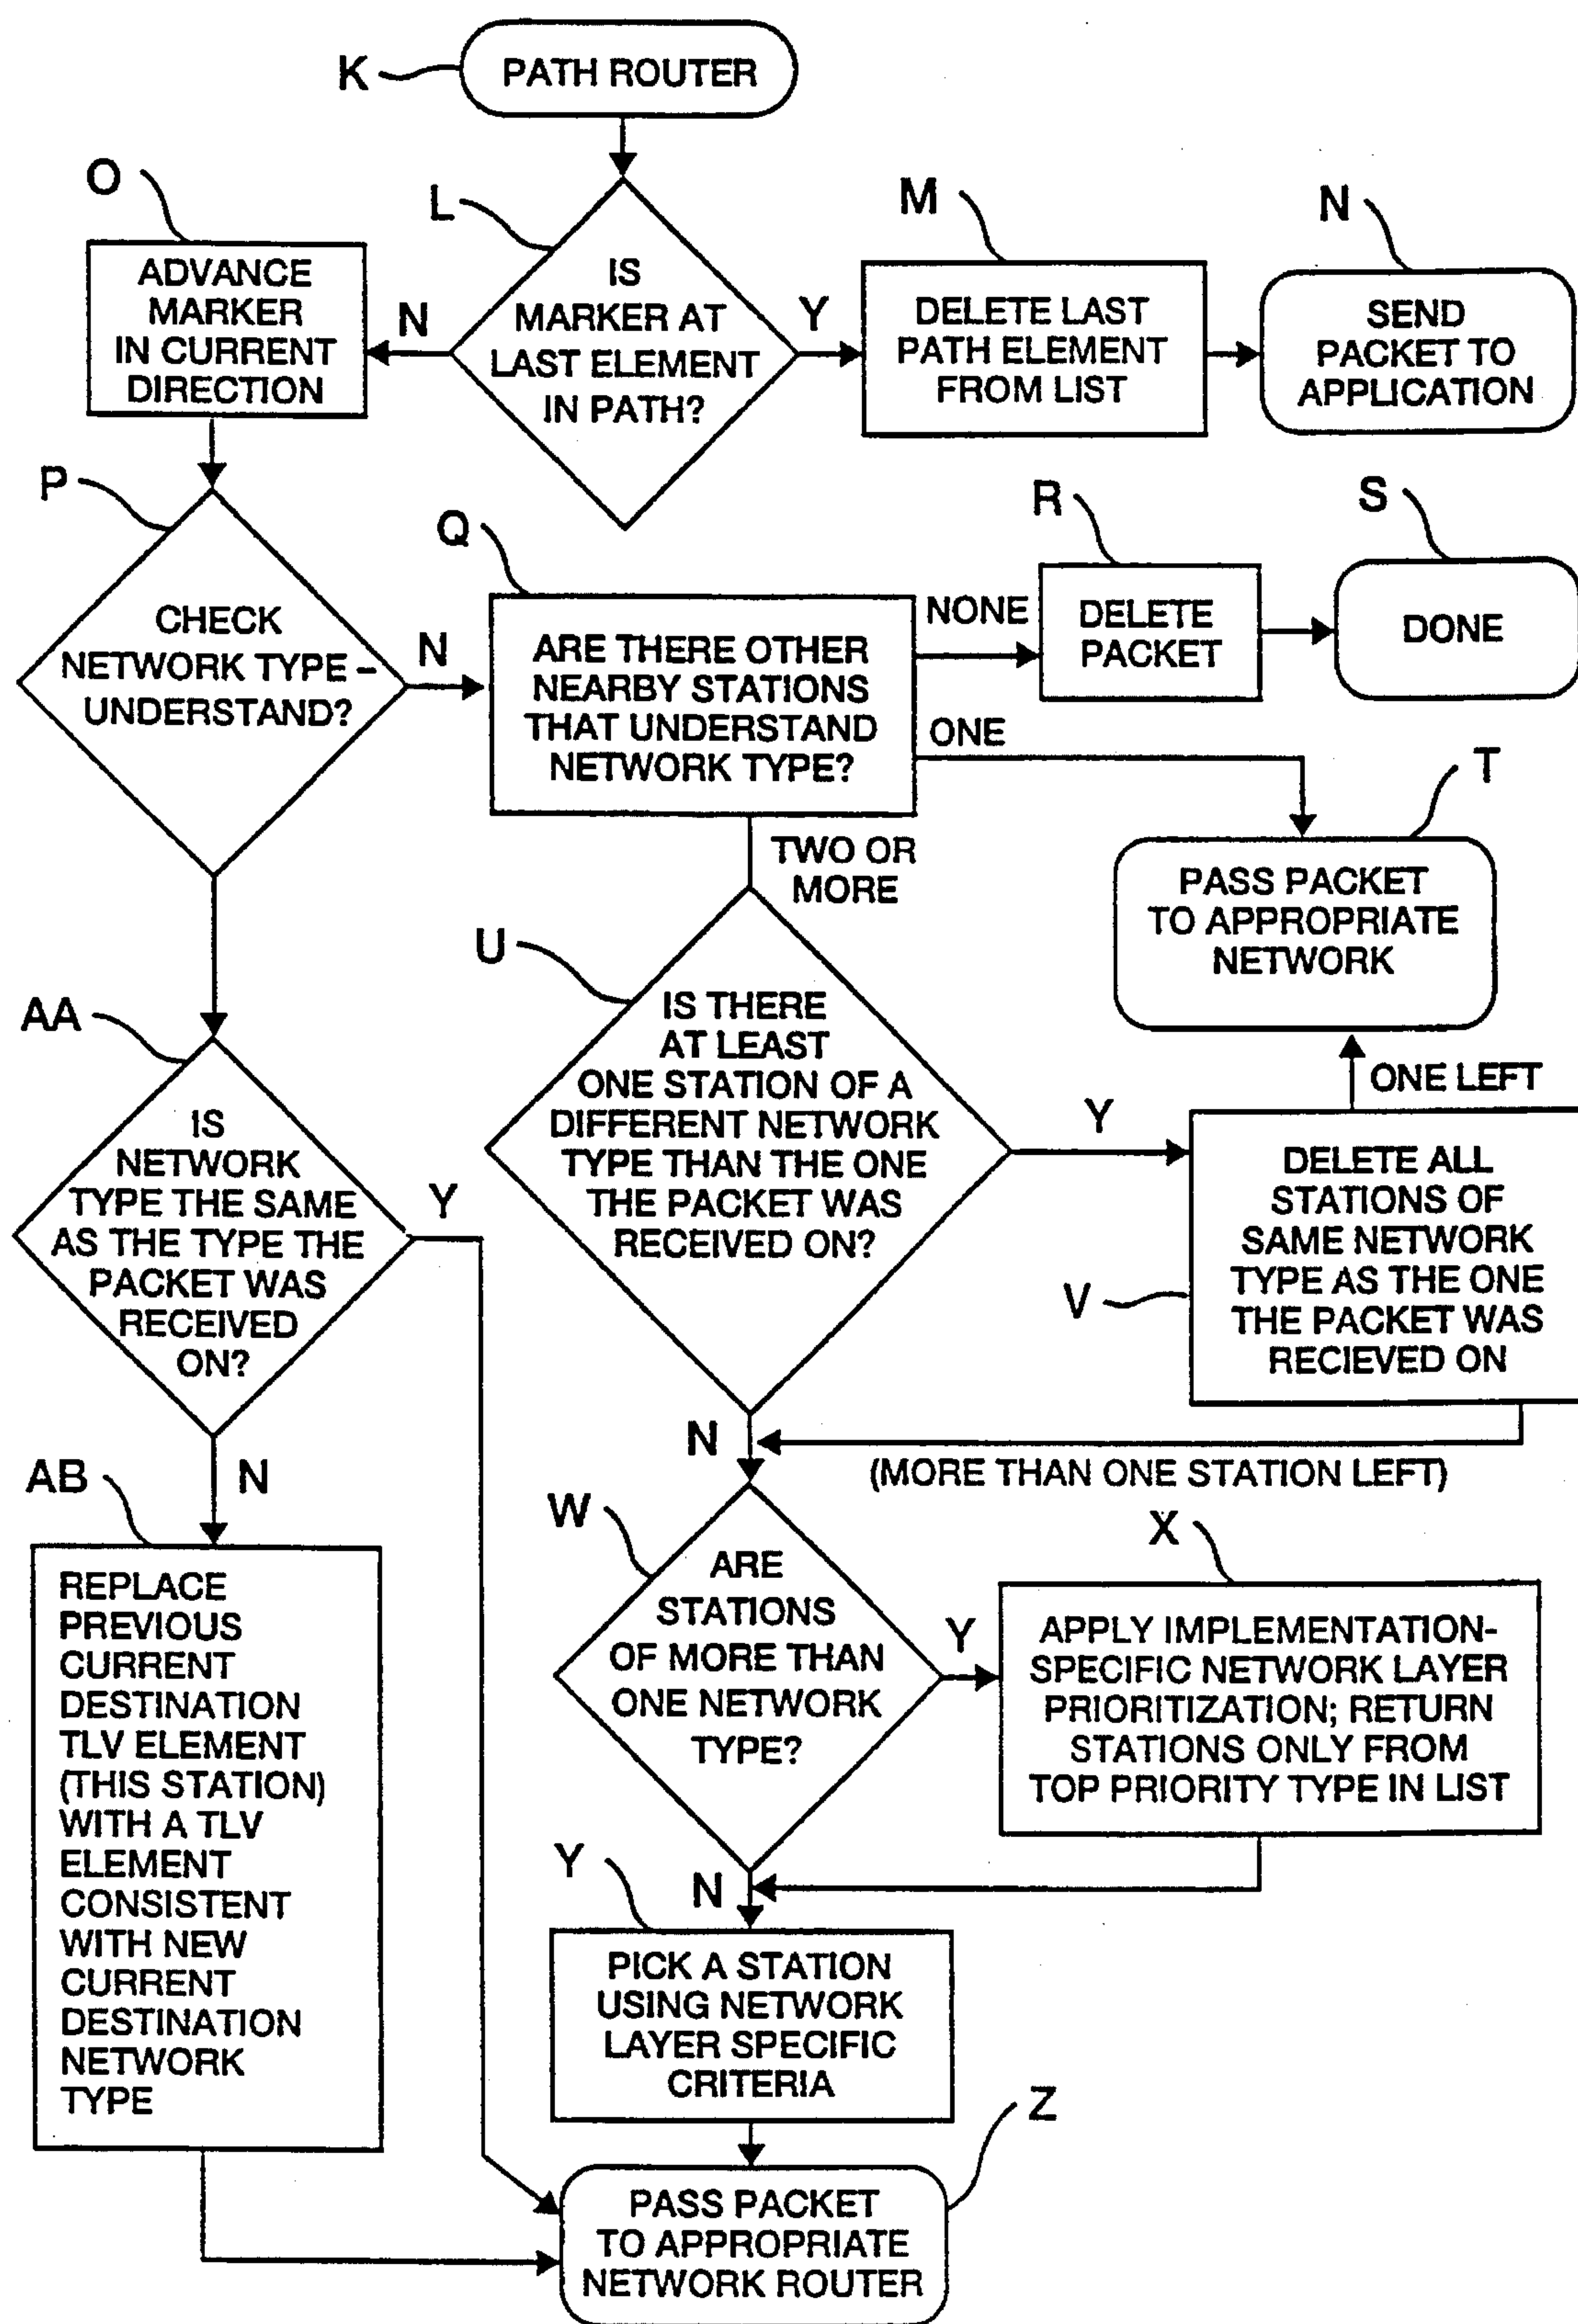 K
PATH ROUTER
O
L
M
N
ADVANCE
MARKER
IN CURRENT
DIRECTION
N
IS
MARKER AT
LAST ELEMENT
IN PATH?
Y
DELETE LAST
PATH ELEMENT
FROM LIST
SEND
PACKET TO
APPLICATION
P
CHECK
NETWORK TYPE –
UNDERSTAND?
N
Q
ARE THERE OTHER
NEARBY STATIONS
THAT UNDERSTAND
NETWORK TYPE?
NONE
R
DELETE
PACKET
S
DONE
ONE
T
PASS PACKET
TO APPROPRIATE
NETWORK
TWO OR
MORE
U
IS THERE
AT LEAST
ONE STATION OF A
DIFFERENT NETWORK
TYPE THAN THE ONE
THE PACKET WAS
RECEIVED ON?
Y
ONE LEFT
V
DELETE ALL
STATIONS OF
SAME NETWORK
TYPE AS THE ONE
THE PACKET WAS
RECIEVED ON
AA
IS
NETWORK
TYPE THE SAME
AS THE TYPE THE
PACKET WAS
RECEIVED
ON?
Y
N
N
(MORE THAN ONE STATION LEFT)
AB
REPLACE
PREVIOUS
CURRENT
DESTINATION
TLV ELEMENT
(THIS STATION)
WITH A TLV
ELEMENT
CONSISTENT
WITH NEW
CURRENT
DESTINATION
NETWORK
TYPE
W
ARE
STATIONS
OF MORE THAN
ONE NETWORK
TYPE?
Y
X
APPLY IMPLEMENTATION-
SPECIFIC NETWORK LAYER
PRIORITIZATION; RETURN
STATIONS ONLY FROM
TOP PRIORITY TYPE IN LIST
Y
N
PICK A STATION
USING NETWORK
LAYER SPECIFIC
CRITERIA
Z
PASS PACKET
TO APPROPRIATE
NETWORK ROUTER